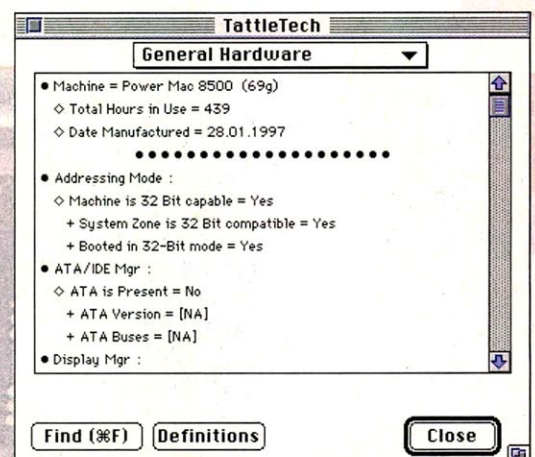 TattleTech
General Hardware
● Machine = Power Mac 8500 (69g)
◇ Total Hours in Use = 439
◇ Date Manufactured = 28.01.1997
● ● ● ● ● ● ● ● ● ● ● ● ● ● ● ● ● ● ● ●
● Addressing Mode :
◇ Machine is 32 Bit capable = Yes
+ System Zone is 32 Bit compatible = Yes
+ Booted in 32-Bit mode = Yes
● ATA/IDE Mgr :
◇ ATA is Present = No
+ ATA Version = [NA]
+ ATA Buses = [NA]
● Display Mgr :
Find (⌘F) Definitions Close